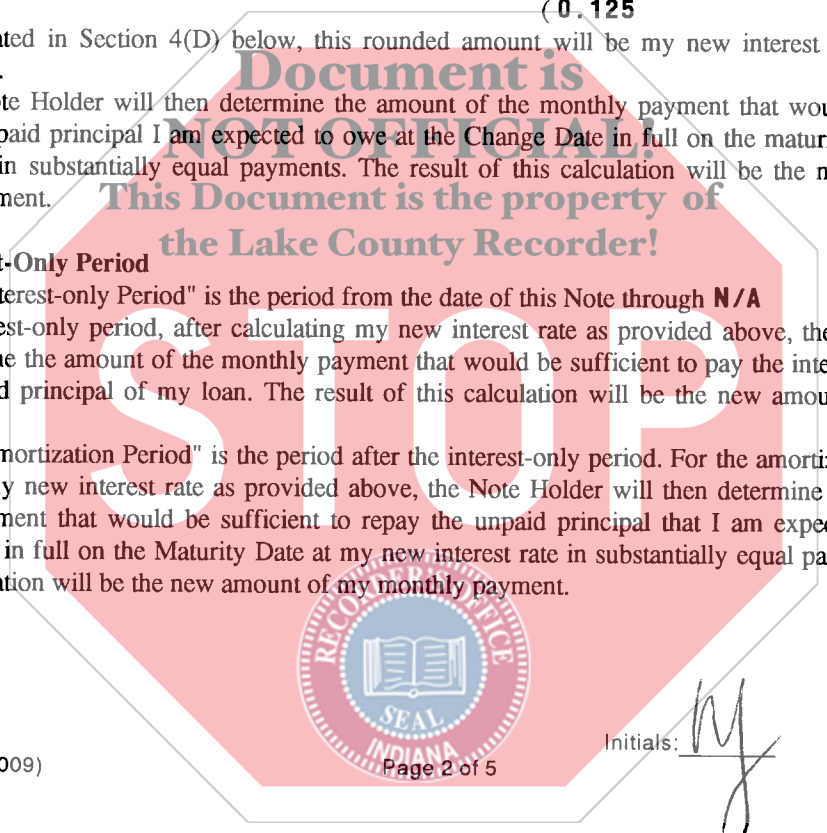 (0.125
ted in Section 4(D) below, this rounded amount will be my new interest
Document is
te Holder will then determine the amount of the monthly payment that wou
NOT OFFICIAL!
paid principal I am expected to owe at the Change Date in full on the matur
in substantially equal payments. The result of this calculation will be the n
ment.
This Document is the property of
the Lake County Recorder!
t-Only Period
terest-only Period" is the period from the date of this Note through N/A
est-only period, after calculating my new interest rate as provided above, the
e the amount of the monthly payment that would be sufficient to pay the inte
d principal of my loan. The result of this calculation will be the new amou
STOP
mortization Period" is the period after the interest-only period. For the amortiz
y new interest rate as provided above, the Note Holder will then determine
ment that would be sufficient to repay the unpaid principal that I am expec
in full on the Maturity Date at my new interest rate in substantially equal pa
ation will be the new amount of my monthly payment.
RECORDER'S OFFICE
SEAL
INDIANA
Initials:
009)
Page 2 of 5